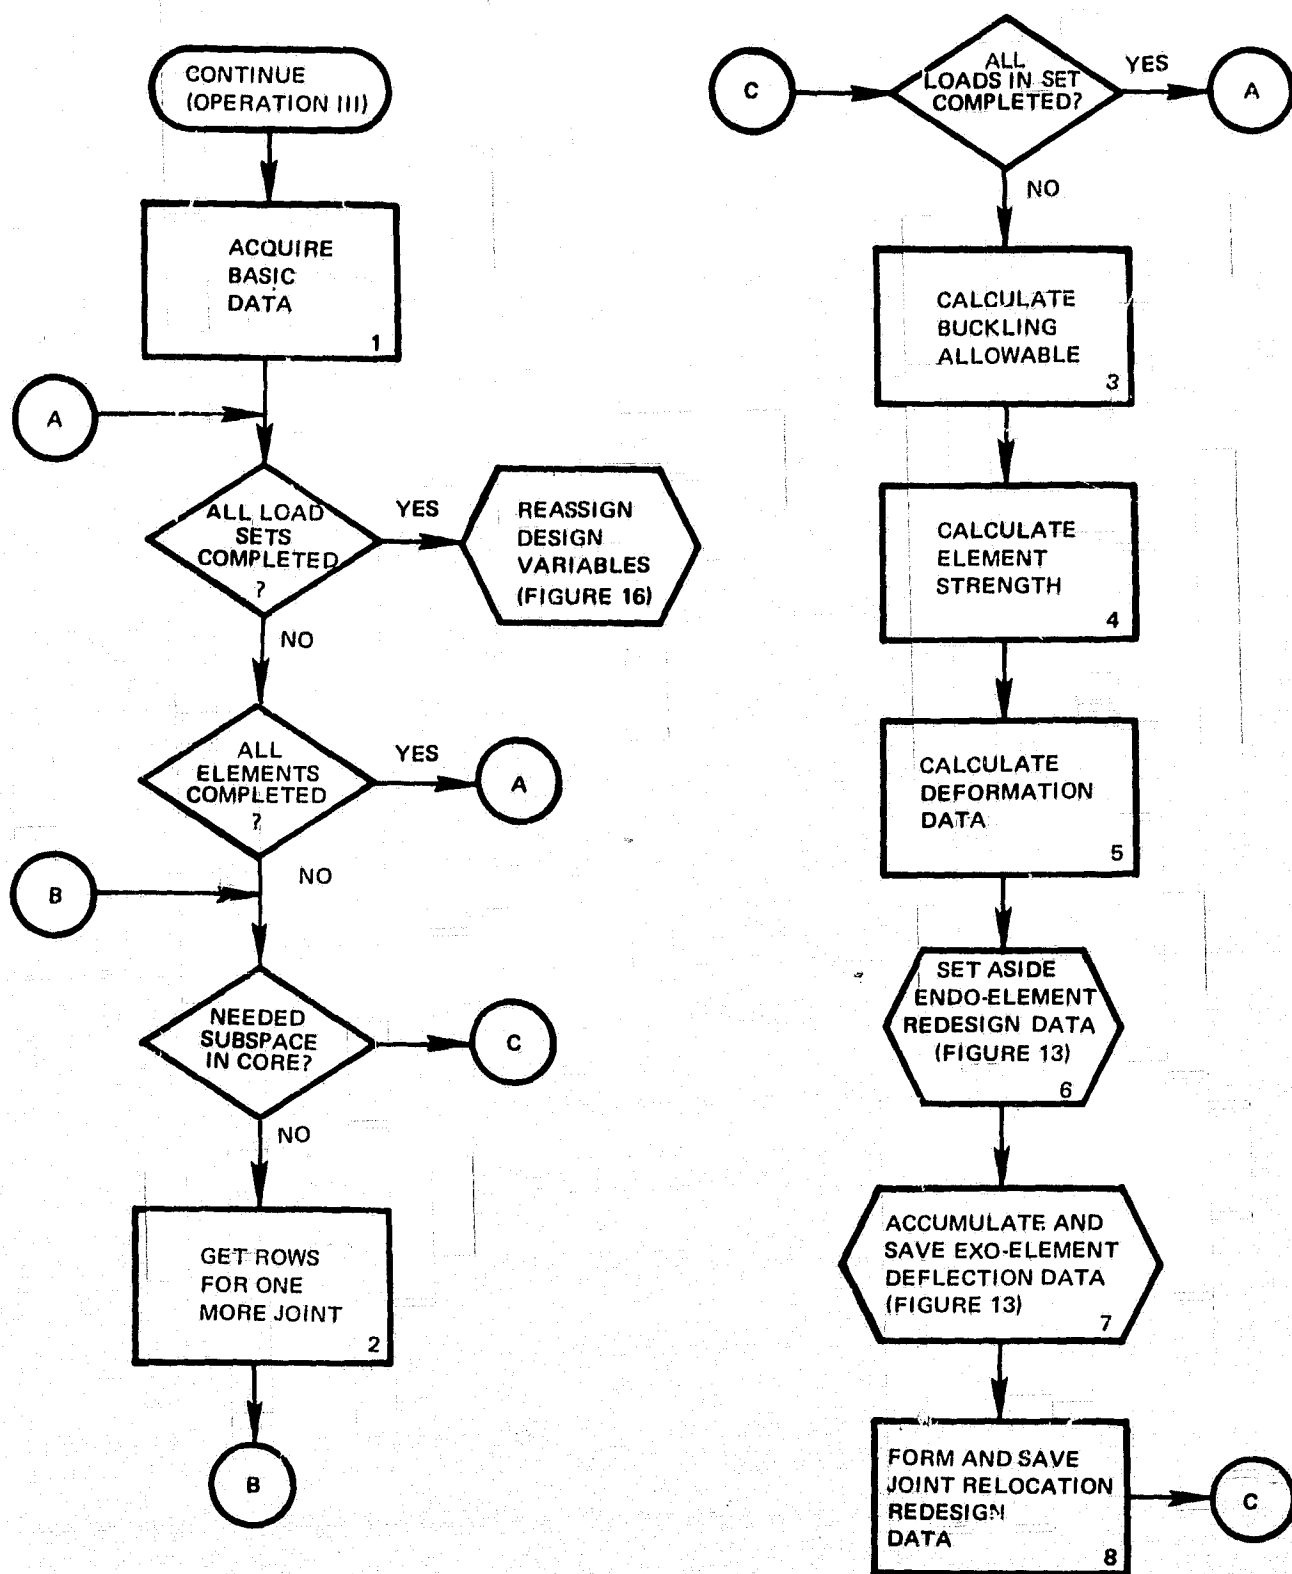 CONTINUE
(OPERATION III)
ACQUIRE
BASIC
DATA
1
A
ALL LOAD
SETS
COMPLETED
?
YES
REASSIGN
DESIGN
VARIABLES
(FIGURE 16)
NO
ALL
ELEMENTS
COMPLETED
?
YES
A
NO
B
NEEDED
SUBSPACE
IN CORE?
C
NO
GET ROWS
FOR ONE
MORE JOINT
2
B
C
ALL
LOADS IN SET
COMPLETED?
YES
A
NO
CALCULATE
BUCKLING
ALLOWABLE
3
CALCULATE
ELEMENT
STRENGTH
4
CALCULATE
DEFORMATION
DATA
5
SET ASIDE
ENDO-ELEMENT
REDESIGN DATA
(FIGURE 13)
6
ACCUMULATE AND
SAVE EXO-ELEMENT
DEFLECTION DATA
(FIGURE 13)
7
FORM AND SAVE
JOINT RELOCATION
REDESIGN
DATA
8
C